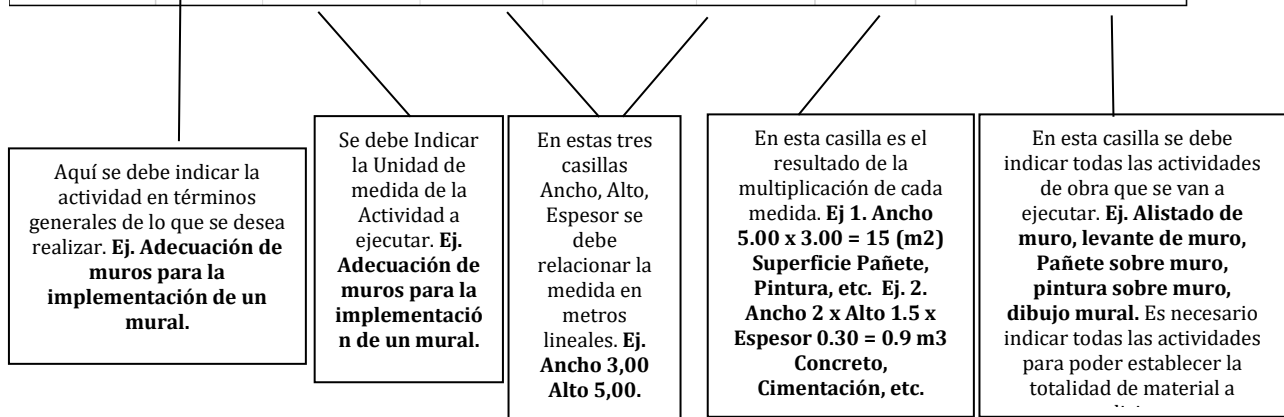 Aquí se debe indicar la
actividad en términos
generales de lo que se desea
realizar. Ej. Adecuación de
muros para la
implementación de un
mural.
Se debe Indicar
la Unidad de
medida de la
Actividad a
ejecutar. Ej.
Adecuación de
muros para la
implementació
n de un mural.
En estas tres
casillas
Ancho, Alto,
Espesor se
debe
relacionar la
medida en
metros
lineales. Ej.
Ancho 3,00
Alto 5,00.
En esta casilla es el
resultado de la
multiplicación de cada
medida. Ej 1. Ancho
5.00 x 3.00 = 15 (m2)
Superficie Pañete,
Pintura, etc. Ej. 2.
Ancho 2 x Alto 1.5 x
Espesor 0.30 = 0.9 m3
Concreto,
Cimentación, etc.
En esta casilla se debe
indicar todas las actividades
de obra que se van a
ejecutar. Ej. Alistado de
muro, levante de muro,
Pañete sobre muro,
pintura sobre muro,
dibujo mural. Es necesario
indicar todas las actividades
para poder establecer la
totalidad de material a